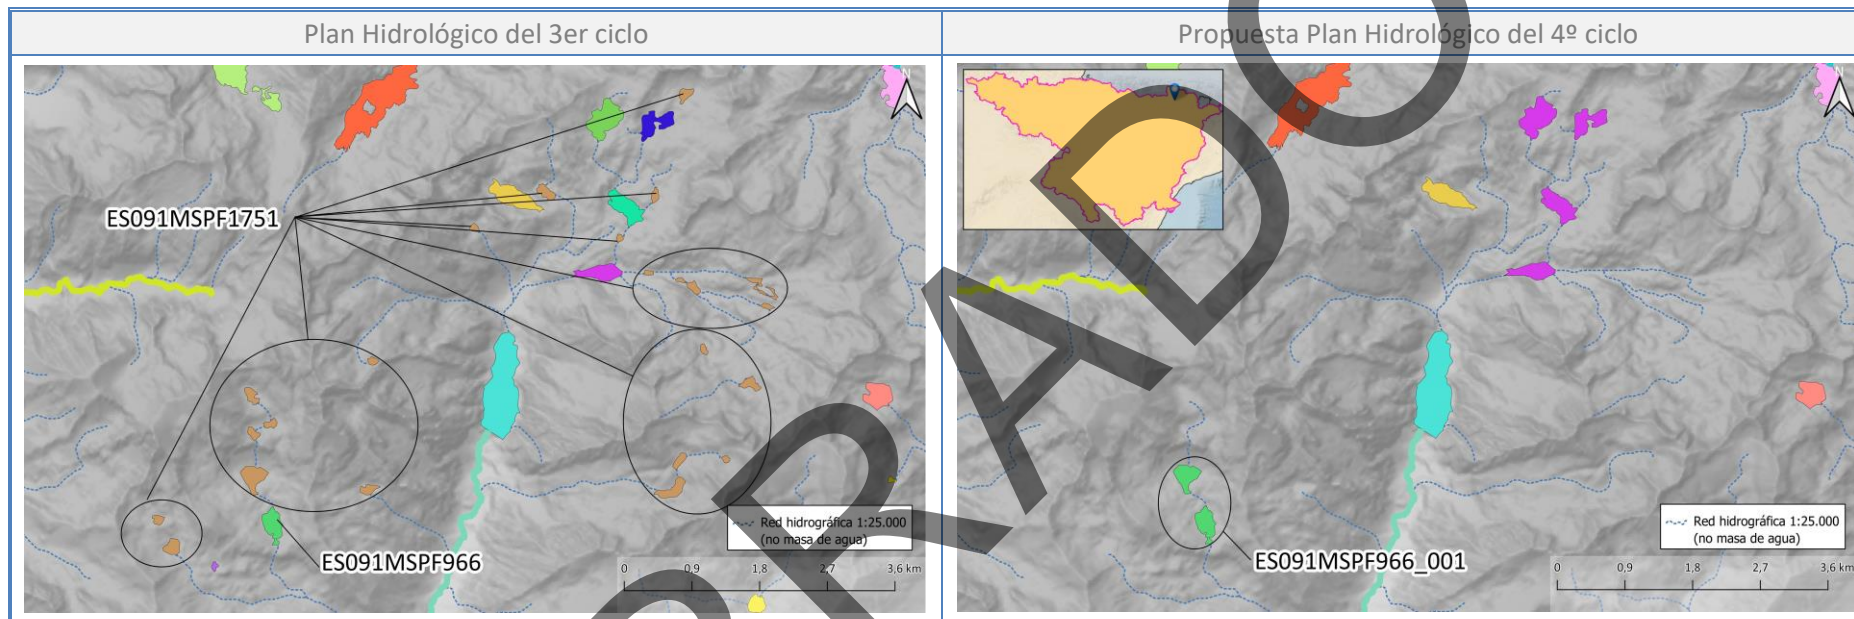 Plan Hidrológico del 3er ciclo
Propuesta Plan Hidrológico del 4º ciclo
N
ES091MSPF1751
ES091MSPF966
Red hidrográfica 1:25.000
(no masa de agua)
0 0,9 1,8 2,7 3,6 km
ES091MSPF966_001
Red hidrográfica 1:25.000
(no masa de agua)
0 0,9 1,8 2,7 3,6 km
RADO